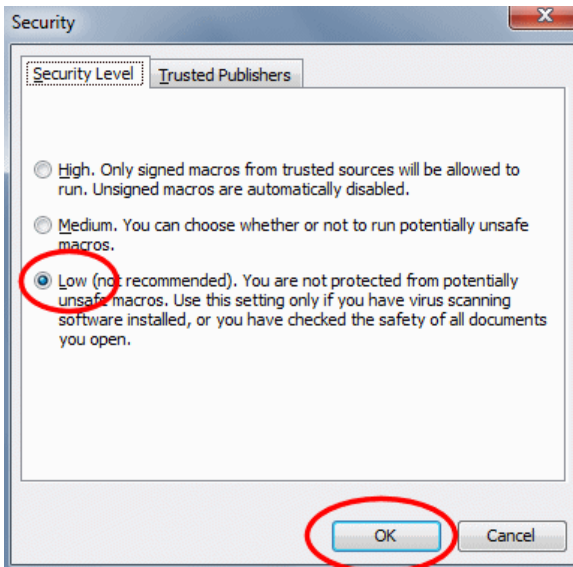 Security
Security Level Trusted Publishers
High. Only signed macros from trusted sources will be allowed to
run. Unsigned macros are automatically disabled.
Medium. You can choose whether or not to run potentially unsafe
macros.
Low (not recommended). You are not protected from potentially
unsafe macros. Use this setting only if you have virus scanning
software installed, or you have checked the safety of all documents
you open.
OK Cancel